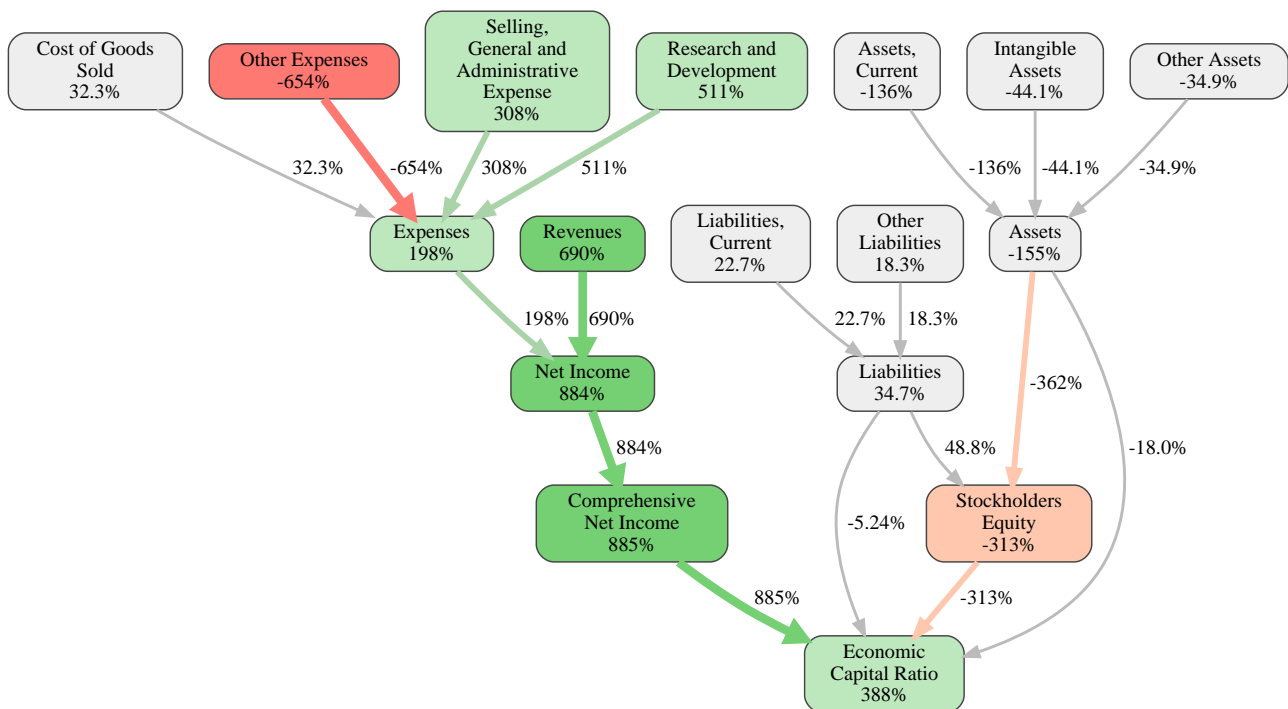 Cost of Goods
Sold
32.3%
Other Expenses
-654%
Selling,
General and
Administrative
Expense
308%
Research and
Development
511%
Assets,
Current
-136%
Intangible
Assets
-44.1%
Other Assets
-34.9%
32.3%
-654%
308%
511%
-136%
-44.1%
-34.9%
Expenses
198%
Revenues
690%
Liabilities,
Current
22.7%
Other
Liabilities
18.3%
Assets
-155%
198%
690%
22.7%
18.3%
-362%
-18.0%
Net Income
884%
Liabilities
34.7%
884%
48.8%
-5.24%
Comprehensive
Net Income
885%
Stockholders
Equity
-313%
885%
-313%
Economic
Capital Ratio
388%